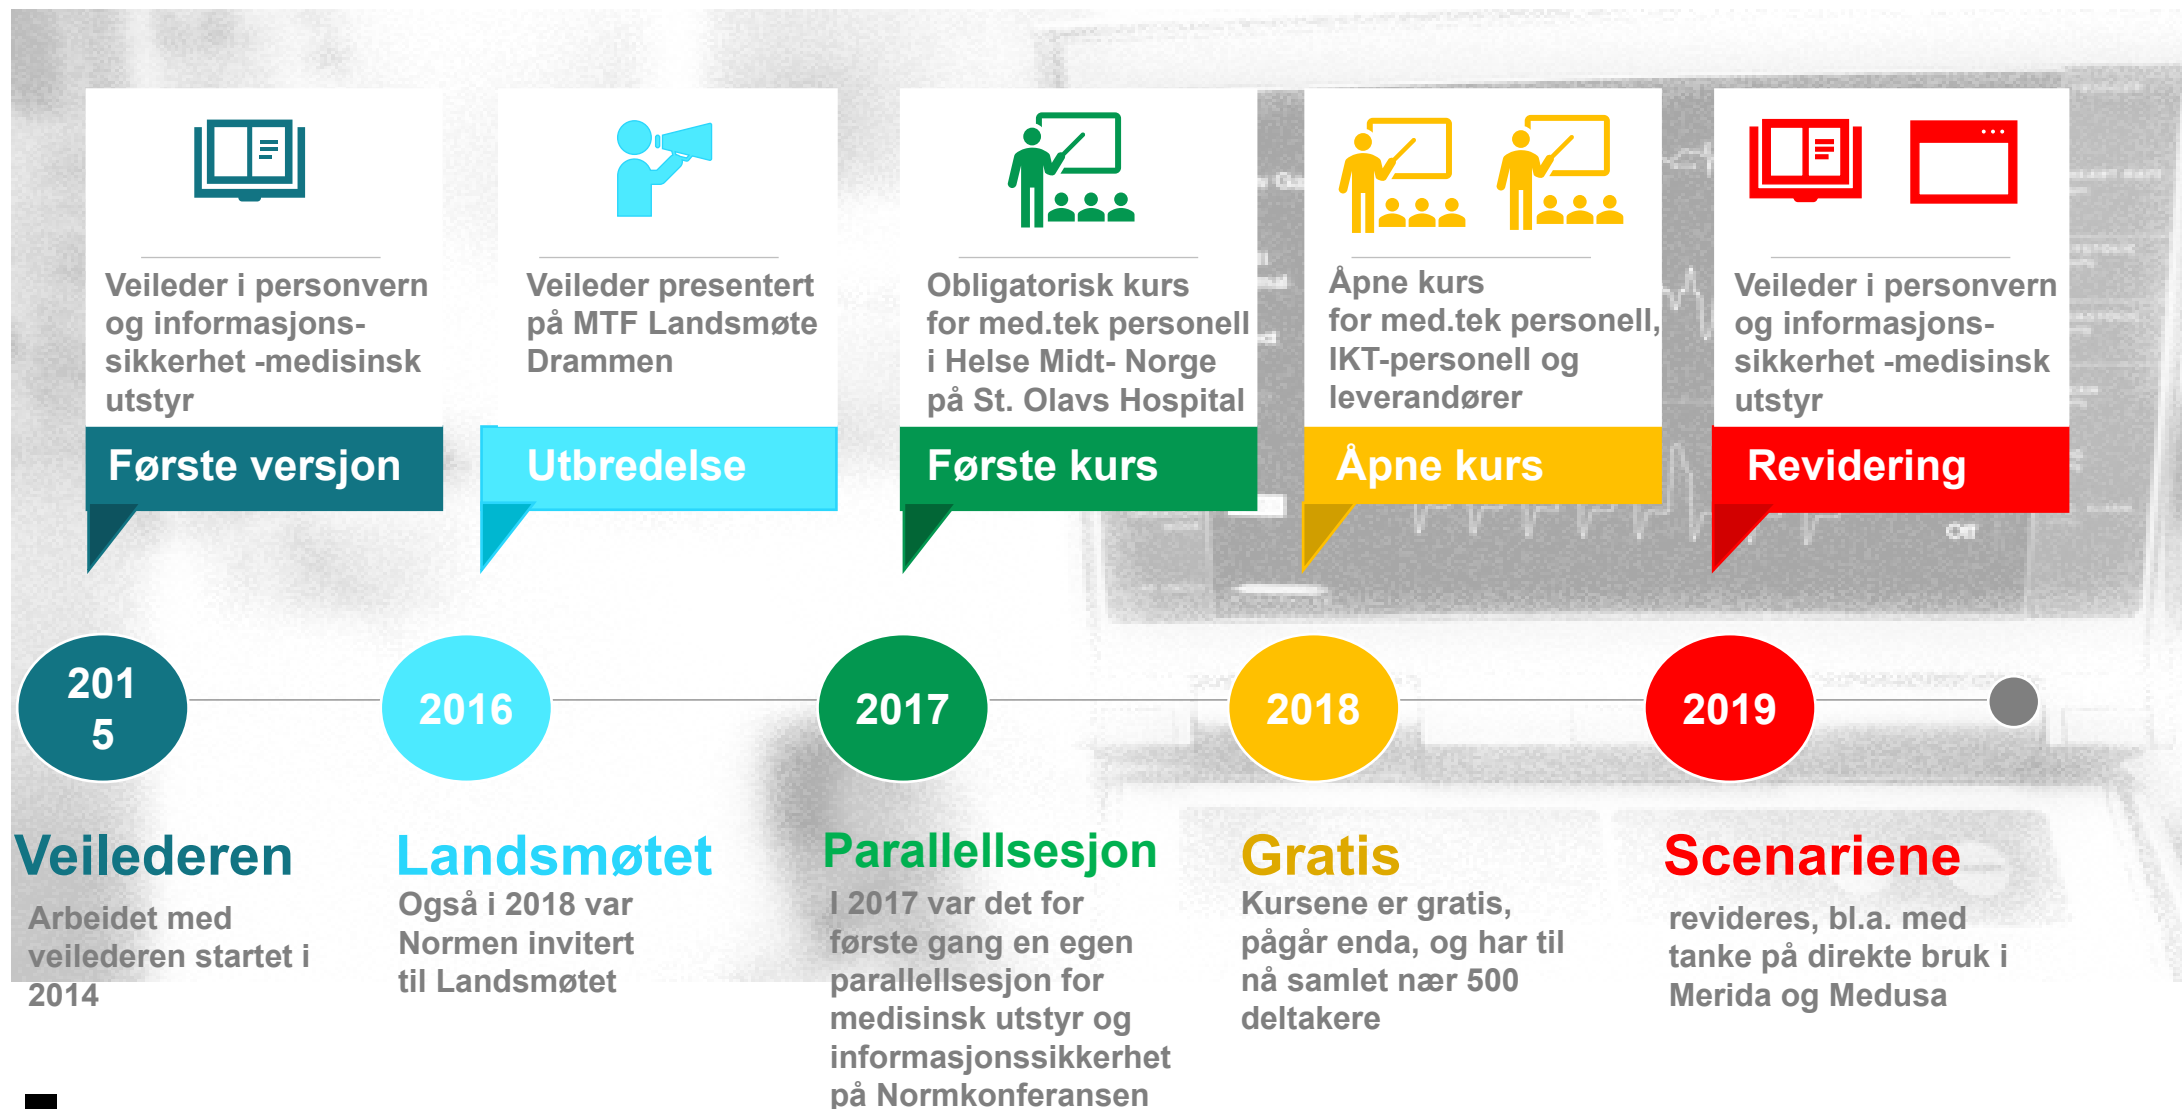 Veileder i personvern
og informasjons-
sikkerhet -medisinsk
utstyr
Første versjon
Veileder presentert
på MTF Landsmøte
Drammen
Utbredelse
Obligatorisk kurs
for med.tek personell
i Helse Midt- Norge
på St. Olavs Hospital
Første kurs
Åpne kurs
for med.tek personell,
IKT-personell og
leverandører
Åpne kurs
Veileder i personvern
og informasjons-
sikkerhet -medisinsk
utstyr
Revidering
Off
201
5
2016
2017
2018
2019
Veilederen
Arbeidet med
veilederen startet i
2014
Landsmøtet
Også i 2018 var
Normen invitert
til Landsmøtet
Parallellsesjon
I 2017 var det for
første gang en egen
parallellsesjon for
medisinsk utstyr og
informasjonssikkerhet
på Normkonferansen
Gratis
Kursene er gratis,
pågår enda, og har til
nå samlet nær 500
deltakere
Scenariene
revideres, bl.a. med
tanke på direkte bruk i
Merida og Medusa